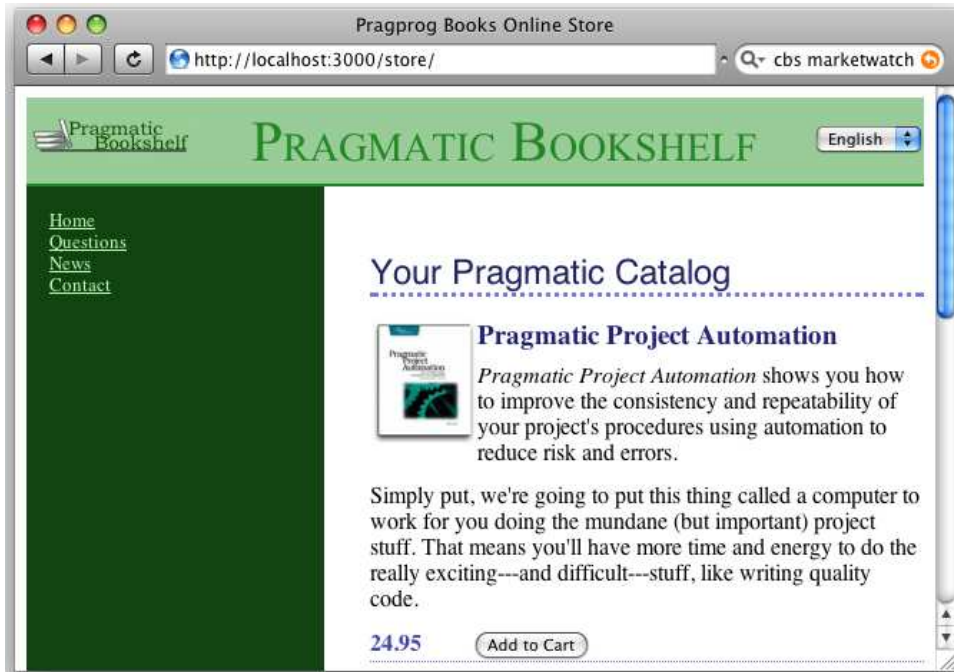 Pragprog Books Online Store
http://localhost:3000/store/
cbs marketwatch
Pragmatic
Bookshelf
PRAGMATIC BOOKSHELF
English
Home
Questions
News
Contact
Your Pragmatic Catalog
Pragmatic
Project
Automation
Pragmatic Project Automation
Pragmatic Project Automation shows you how
to improve the consistency and repeatability of
your project's procedures using automation to
reduce risk and errors.
Simply put, we're going to put this thing called a computer to
work for you doing the mundane (but important) project
stuff. That means you'll have more time and energy to do the
really exciting---and difficult---stuff, like writing quality
code.
24.95
Add to Cart